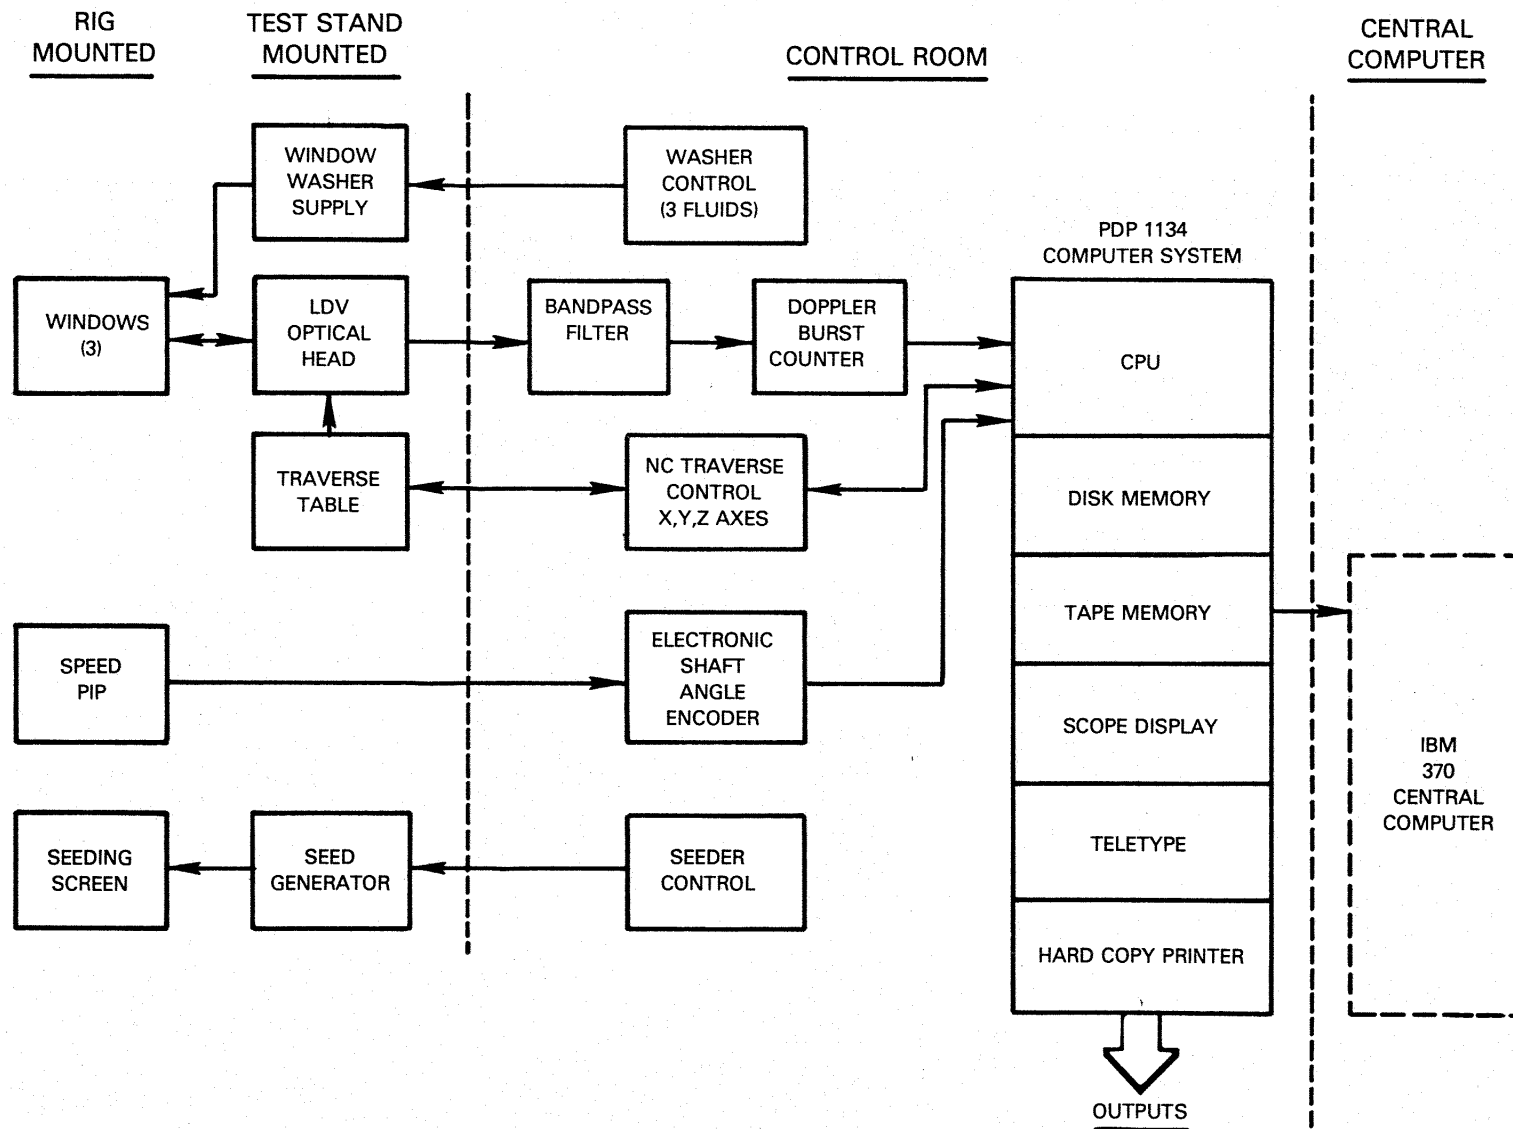 RIG
MOUNTED
TEST STAND
MOUNTED
CONTROL ROOM
CENTRAL
COMPUTER
WINDOW
WASHER
SUPPLY
WASHER
CONTROL
(3 FLUIDS)
PDP 1134
COMPUTER SYSTEM
WINDOWS
(3)
LDV
OPTICAL
HEAD
BANDPASS
FILTER
DOPPLER
BURST
COUNTER
CPU
TRAVERSE
TABLE
NC TRAVERSE
CONTROL
X,Y,Z AXES
DISK MEMORY
TAPE MEMORY
SPEED
PIP
ELECTRONIC
SHAFT
ANGLE
ENCODER
SCOPE DISPLAY
IBM
370
CENTRAL
COMPUTER
SEEDING
SCREEN
SEED
GENERATOR
SEEDER
CONTROL
TELETYPE
HARD COPY PRINTER
OUTPUTS